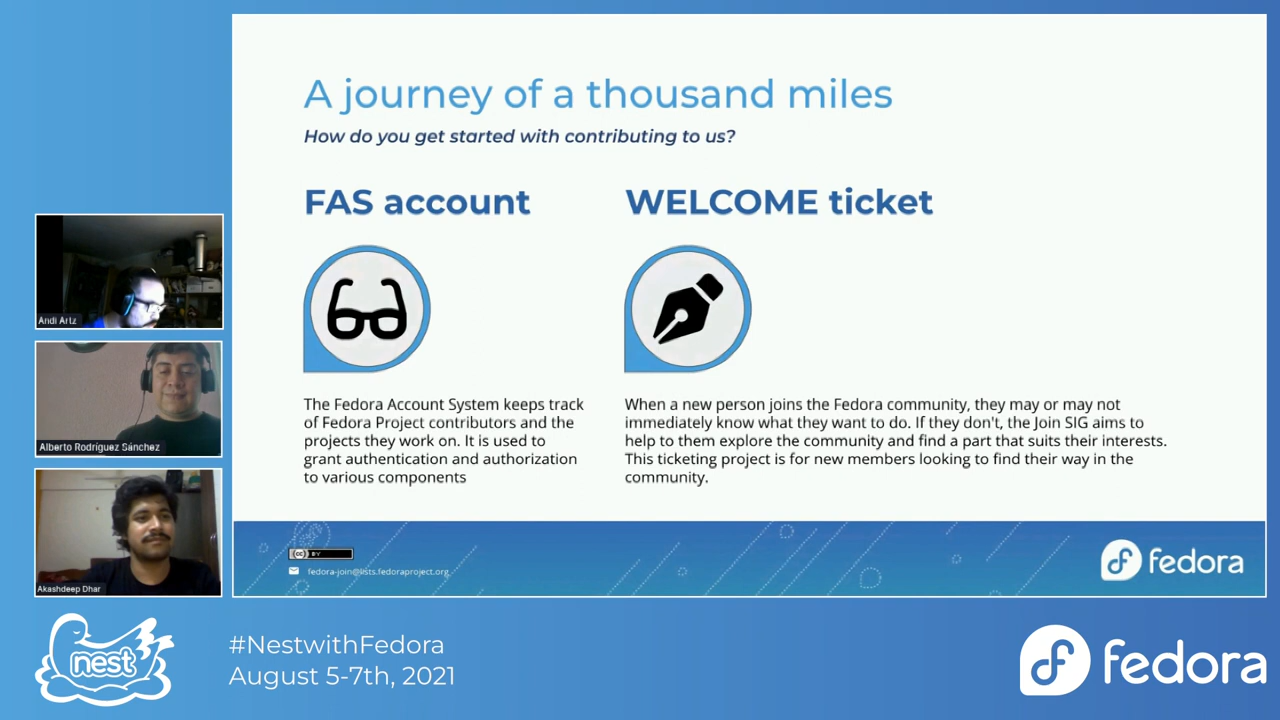 A journey of a thousand miles
How do you get started with contributing to us?
FAS account
WELCOME ticket
The Fedora Account System keeps track
of Fedora Project contributors and the
projects they work on. It is used to
grant authentication and authorization
to various components
When a new person joins the Fedora community, they may or may not
immediately know what they want to do. If they don't, the Join SIG aims to
help to them explore the community and find a part that suits their interests.
This ticketing project is for new members looking to find their way in the
community.
Andi Artz
Alberto Rodríguez Sánchez
Akashdeep Dhar
cc BY
fedora-join@lists.fedoraproject.org
fedora
nest
#NestwithFedora
August 5-7th, 2021
fedora